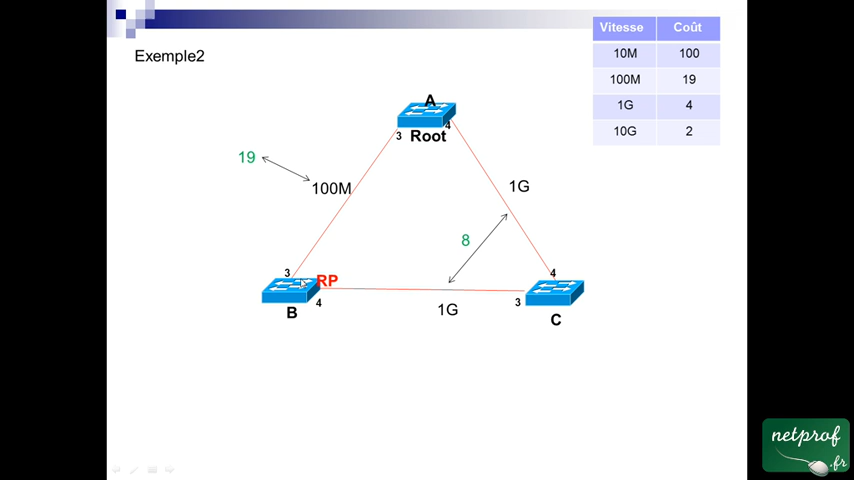 Vitesse Coût
10M 100
100M 19
1G 4
10G 2
Exemple2
A
3 4
Root
19
100M
1G
8
3
RP
4
B
1G
4
3
C
netprof
.fr